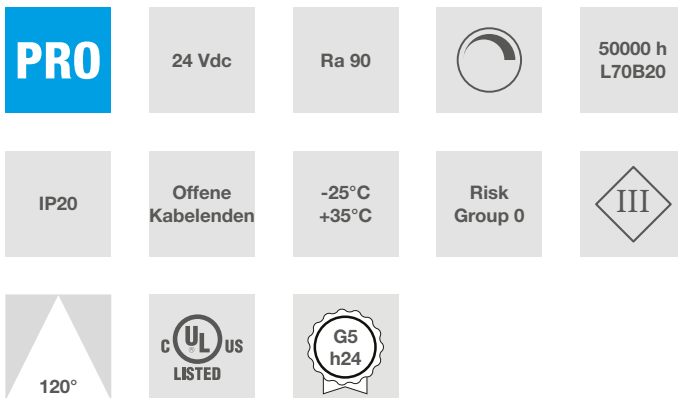 PRO
24 Vdc
Ra 90
50000 h
L70B20
IP20
Offene
Kabelenden
-25°C
+35°C
Risk
Group 0
III
120°
C UL US
®
LISTED
G5
h24